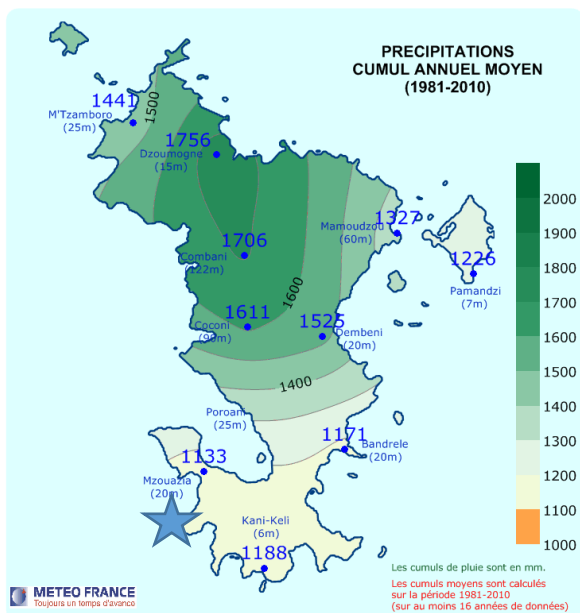 PRECIPITATIONS
CUMUL ANNUEL MOYEN
(1981-2010)
1441
M'Tzamboro
(25m)
1500
1756
Dzoumogne
(15m)
1327
Mamoudzou
(60m)
1226
Pamandzi
(7m)
1706
Combani
(122m)
1600
1611
Coconi
(90m)
1525
Dembeni
(20m)
1400
Poroani
(25m)
1171
Bandrele
(20m)
1133
Mzouazia
(20m)
Kani-Keli
(6m)
1188
2000
1900
1800
1700
1600
1500
1400
1300
1200
1100
1000
Les cumuls de pluie sont en mm.
Les cumuls moyens sont calculés
sur la période 1981-2010
(sur au moins 16 années de données)
METEO FRANCE
Toujours un temps d'avance